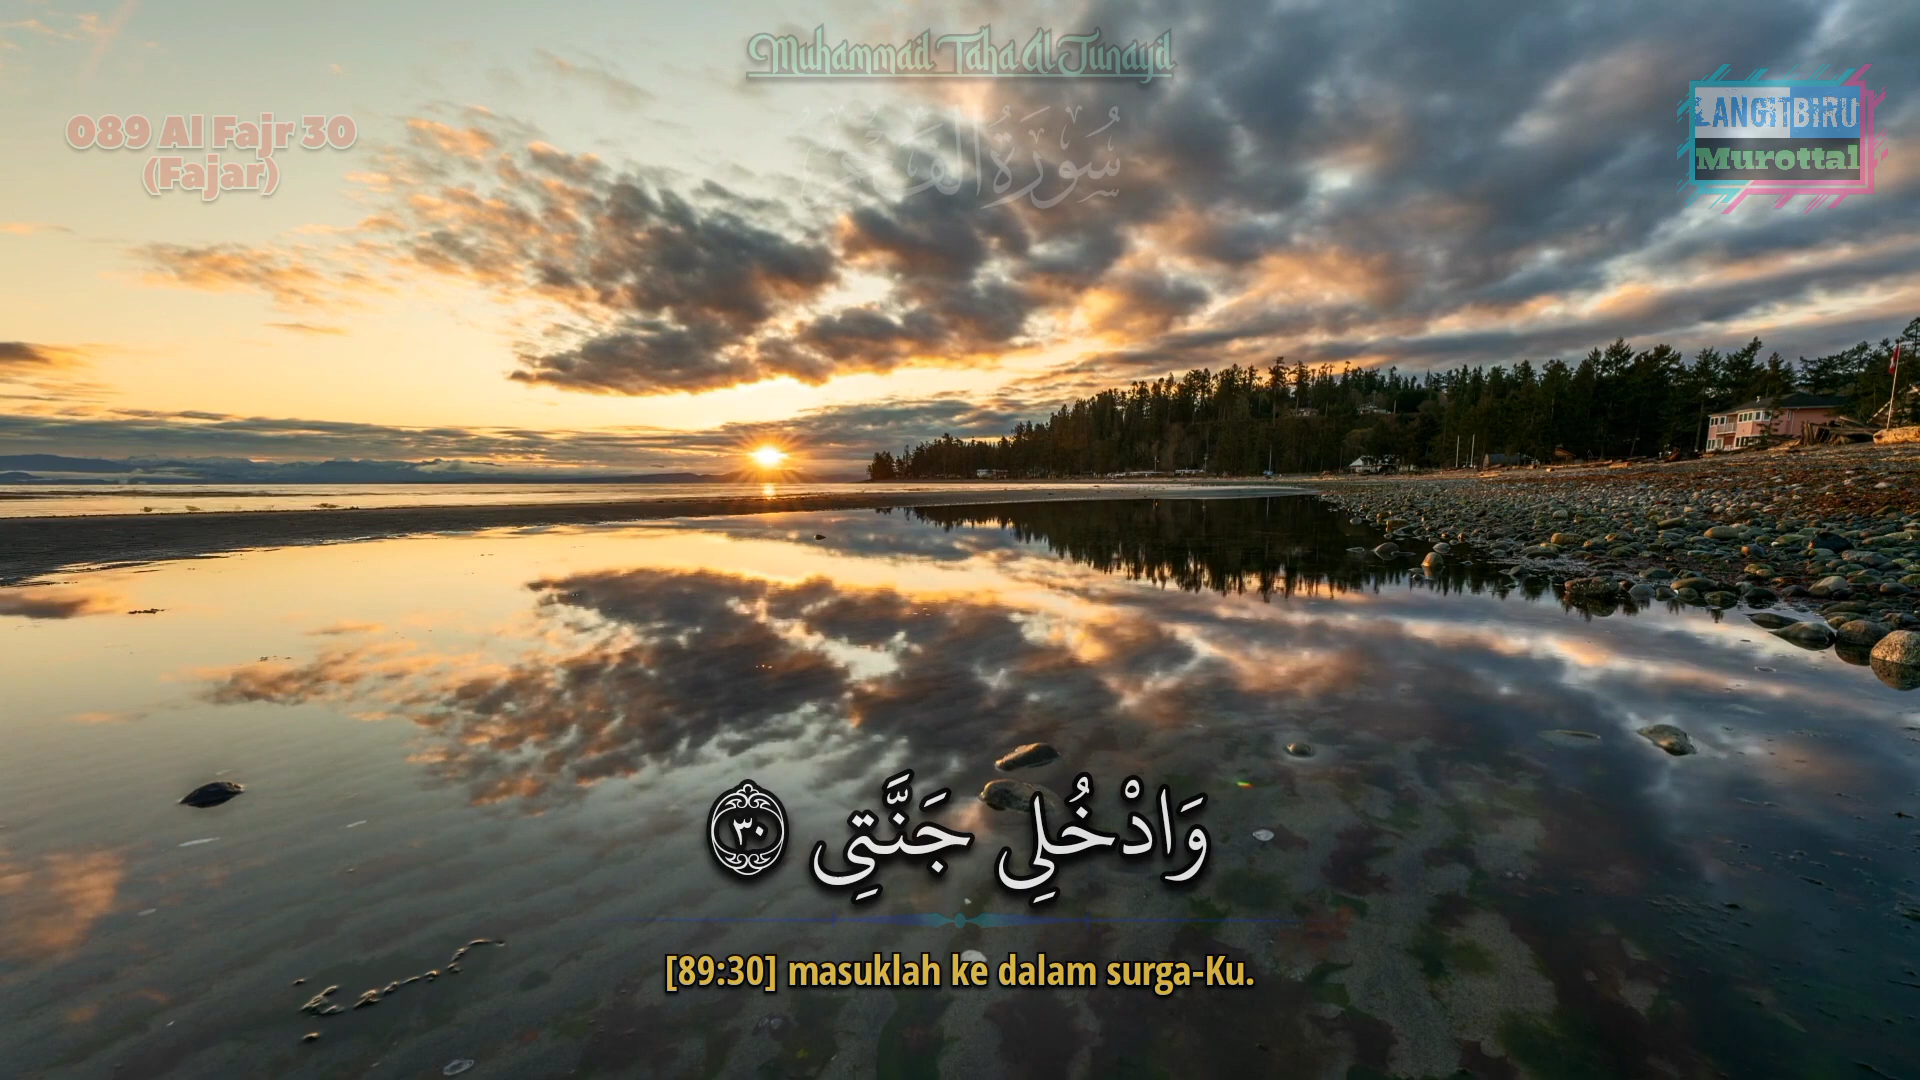 Muhammad Taha Al Junayd
089 Al Fajr 30
(Fajar)
سُورَةُ الفَجْرِ
LANGITBIRU
Murottal
وَادْخُلِي جَنَّتِي ٣٠
[89:30] masuklah ke dalam surga-Ku.